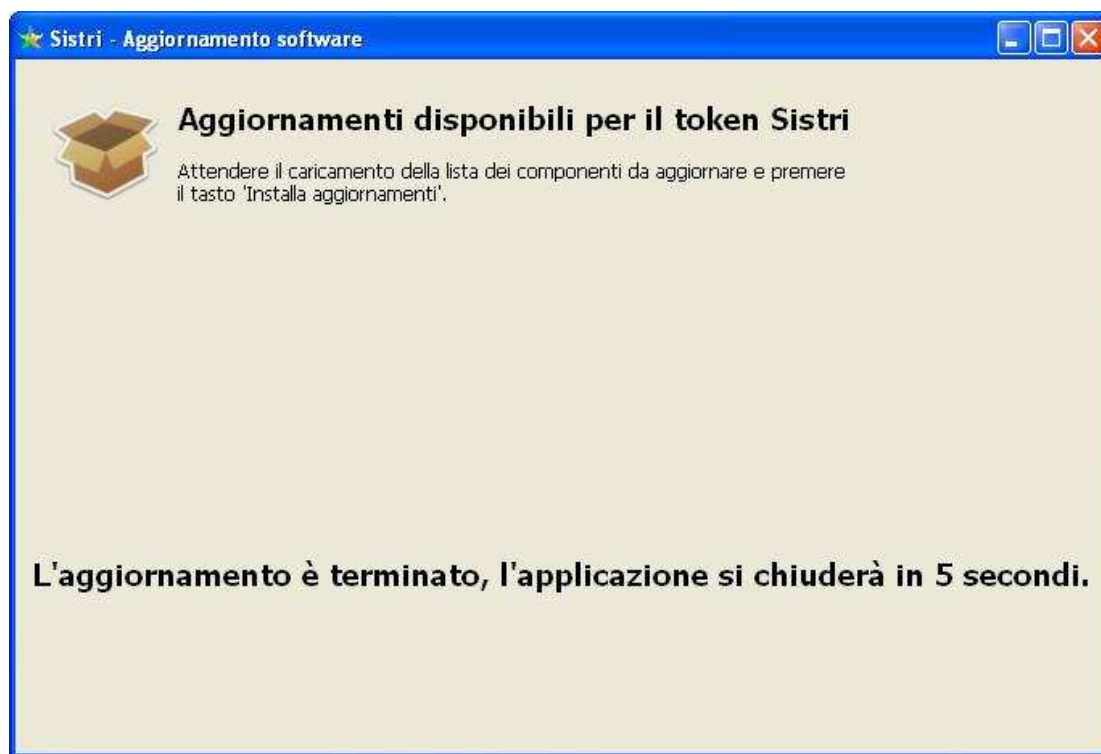 Sistri - Aggiornamento software
Aggiornamenti disponibili per il token Sistri
Attendere il caricamento della lista dei componenti da aggiornare e premere
il tasto 'Installa aggiornamenti'.
L'aggiornamento è terminato, l'applicazione si chiuderà in 5 secondi.